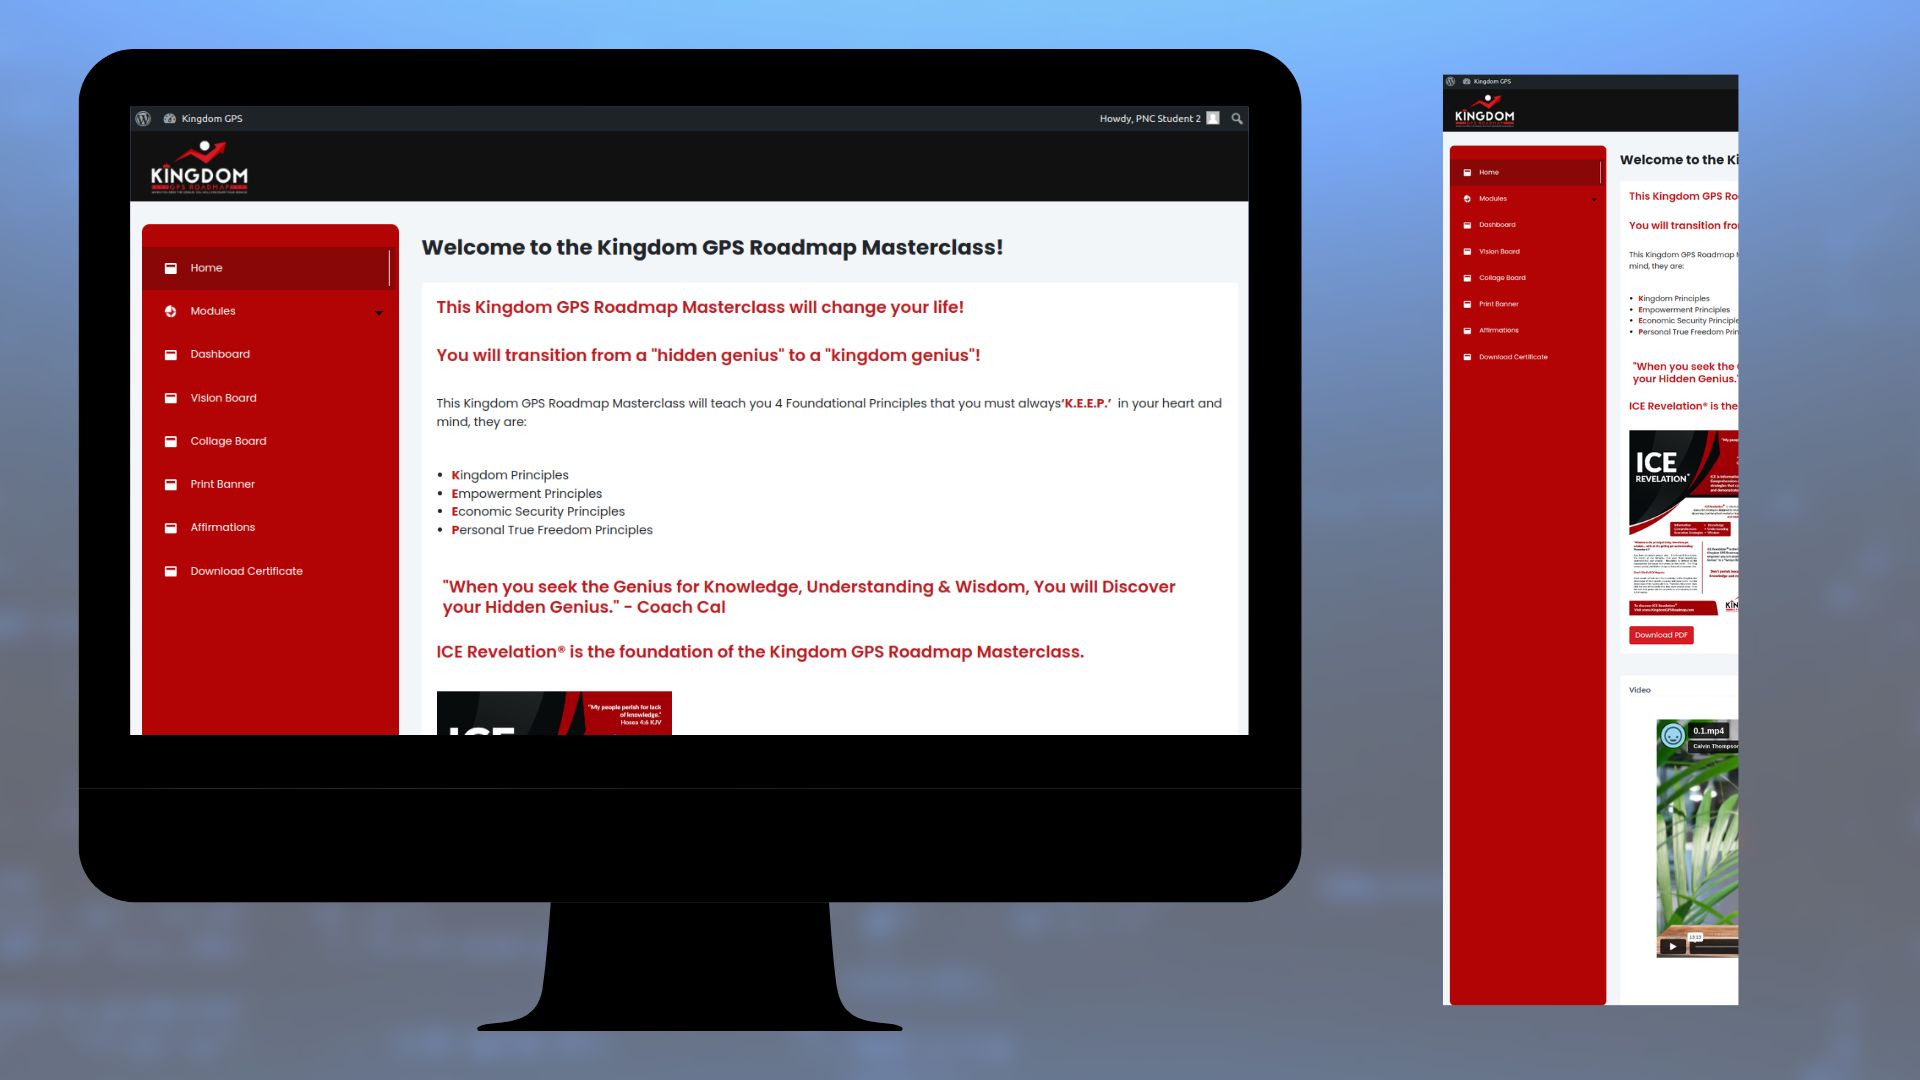 Kingdom GPS
Howdy, PNC Student 2
KINGDOM
GPS ROADMAP
Home
Modules
Dashboard
Vision Board
Collage Board
Print Banner
Affirmations
Download Certificate
Welcome to the Kingdom GPS Roadmap Masterclass!
This Kingdom GPS Roadmap Masterclass will change your life!
You will transition from a "hidden genius" to a "kingdom genius"!
This Kingdom GPS Roadmap Masterclass will teach you 4 Foundational Principles that you must always‘K.E.E.P.’ in your heart and
mind, they are:
• Kingdom Principles
• Empowerment Principles
• Economic Security Principles
• Personal True Freedom Principles
"When you seek the Genius for Knowledge, Understanding & Wisdom, You will Discover
your Hidden Genius." - Coach Cal
ICE Revelation® is the foundation of the Kingdom GPS Roadmap Masterclass.
"My people perish for lack
of knowledge."
Hosea 4:6 KJV
ICE
Kingdom GPS
KINGDOM
GPS ROADMAP
Home
Modules
Dashboard
Vision Board
Collage Board
Print Banner
Affirmations
Download Certificate
Welcome to the Ki
This Kingdom GPS Ro
You will transition fro
This Kingdom GPS Roadmap
mind, they are:
• Kingdom Principles
• Empowerment Principles
• Economic Security Principle
• Personal True Freedom Prin
"When you seek the
your Hidden Genius."
ICE Revelation® is the
"My peop
ICE
REVELATION®
Download PDF
Video
0.1.mp4
Calvin Thompson
13:13